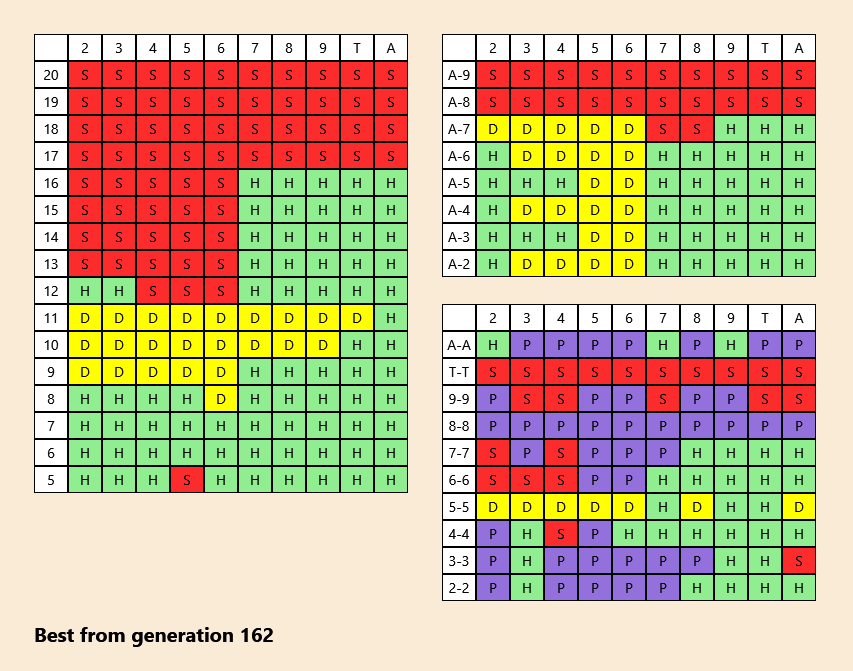 2 3 4 5 6 7 8 9 T A
20 S S S S S S S S S S
19 S S S S S S S S S S
18 S S S S S S S S S S
17 S S S S S S S S S S
16 S S S S S H H H H H
15 S S S S S H H H H H
14 S S S S S H H H H H
13 S S S S S H H H H H
12 H H S S S H H H H H
11 D D D D D D D D D H
10 D D D D D D D D H H
9 D D D D D H H H H H
8 H H H H D H H H H H
7 H H H H H H H H H H
6 H H H H H H H H H H
5 H H H S H H H H H H
2 3 4 5 6 7 8 9 T A
A-9 S S S S S S S S S S
A-8 S S S S S S S S S S
A-7 D D D D D S S H H H
A-6 H D D D D H H H H H
A-5 H H H D D H H H H H
A-4 H D D D D H H H H H
A-3 H H H D D H H H H H
A-2 H D D D D H H H H H
2 3 4 5 6 7 8 9 T A
A-A H P P P P H P H P P
T-T S S S S S S S S S S
9-9 P S S P P S P P S S
8-8 P P P P P P P P P P
7-7 S P S P P P H H H H
6-6 S S S P P H H H H H
5-5 D D D D D H D H H D
4-4 P H S P H H H H H H
3-3 P H P P P P P H H S
2-2 P H P P P P H H H H
Best from generation 162